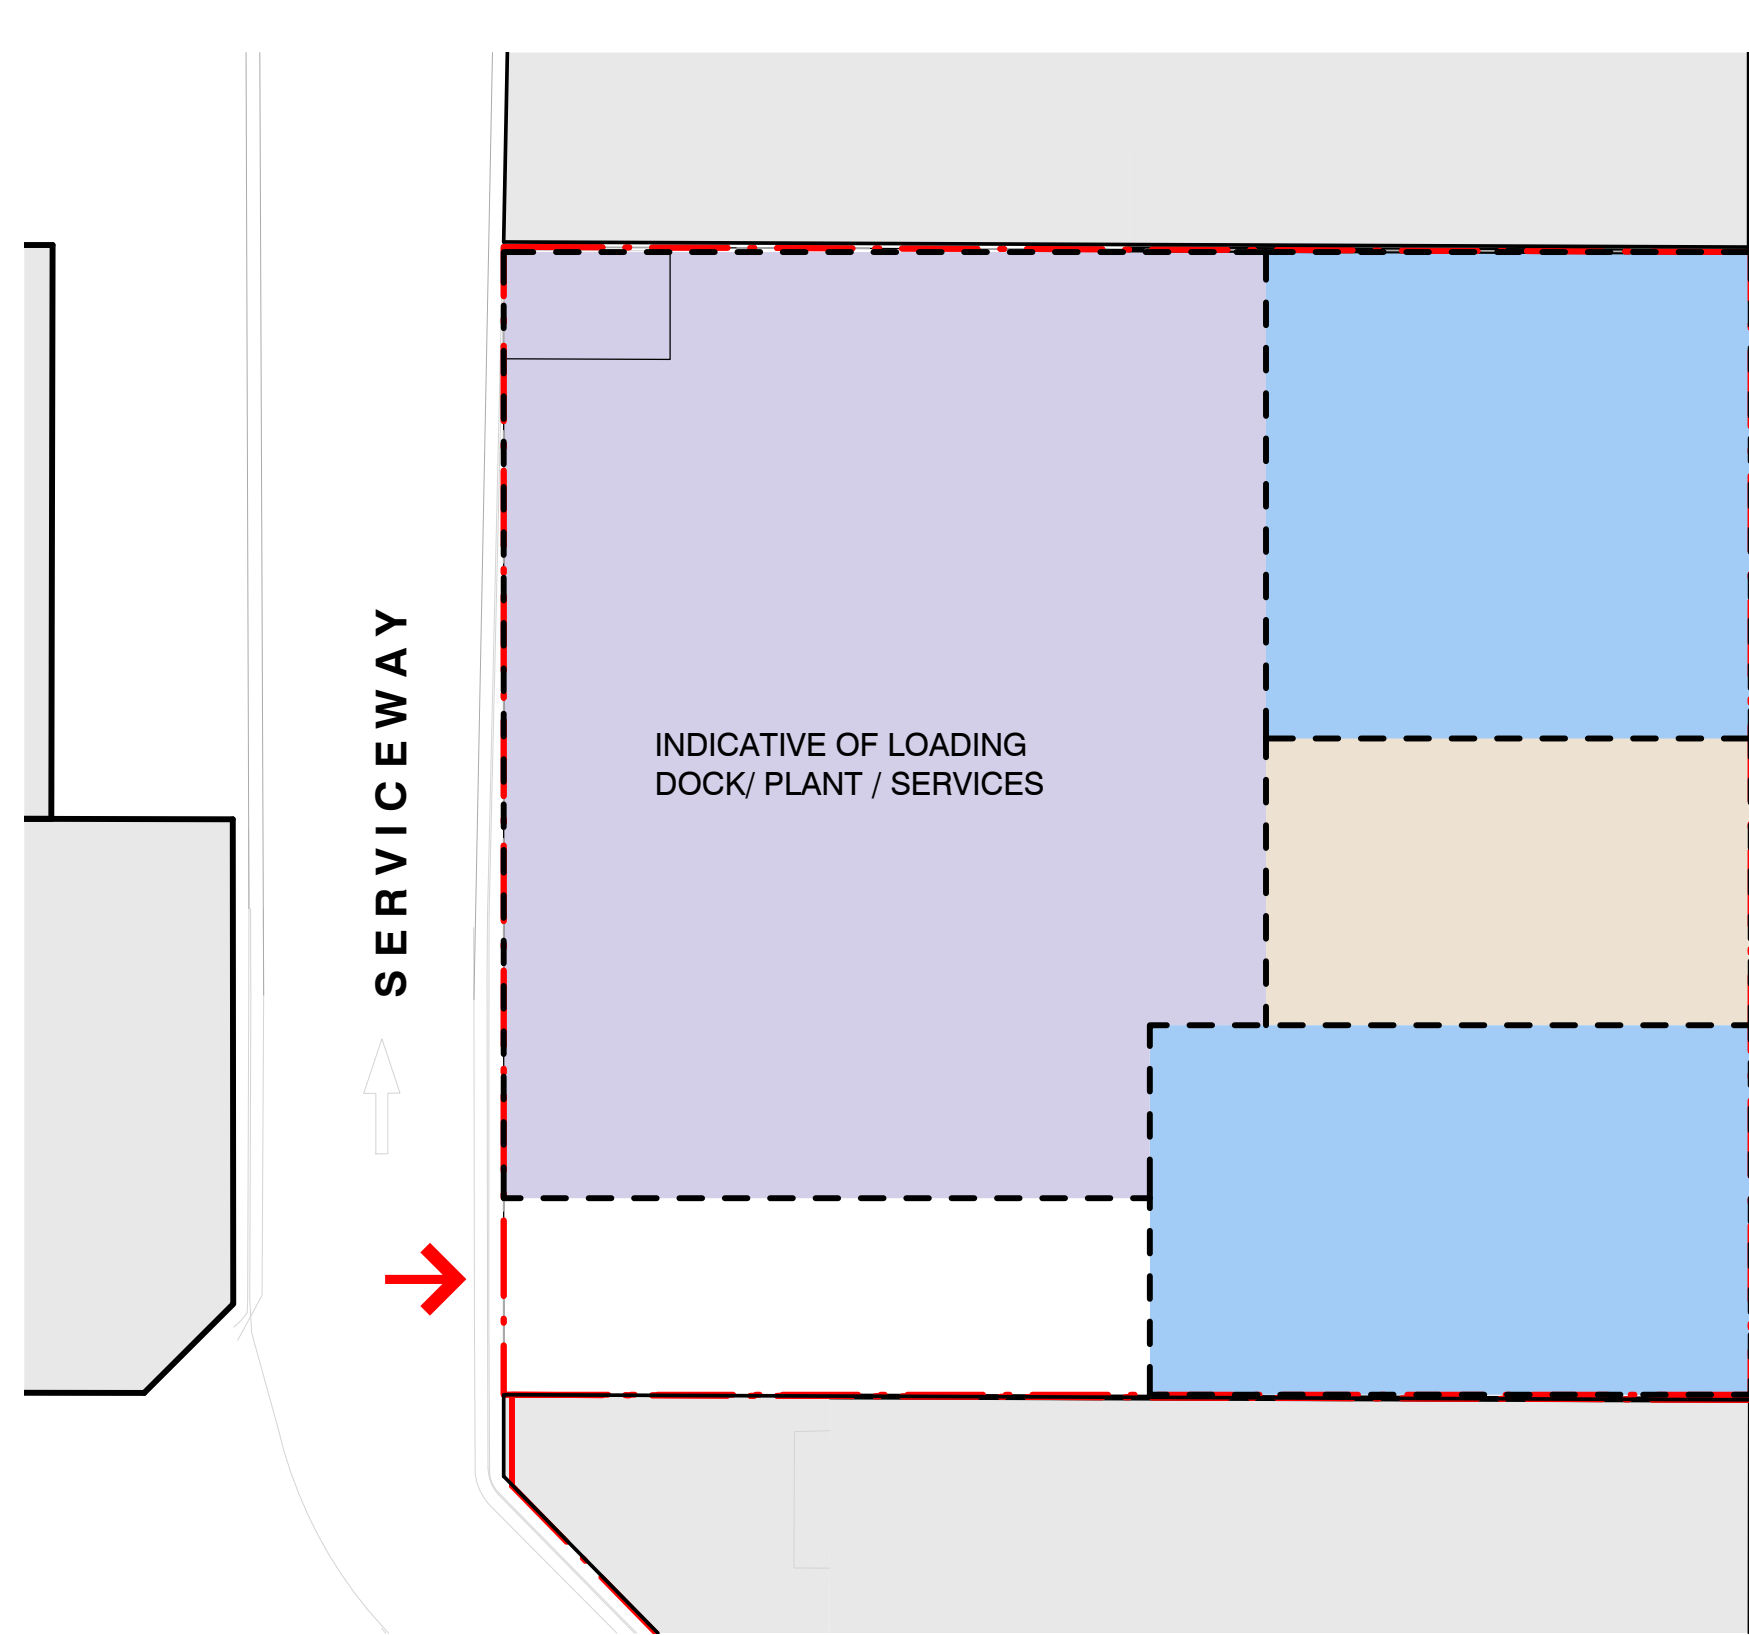 SERVICEWAY
INDICATIVE OF LOADING
DOCK/ PLANT / SERVICES